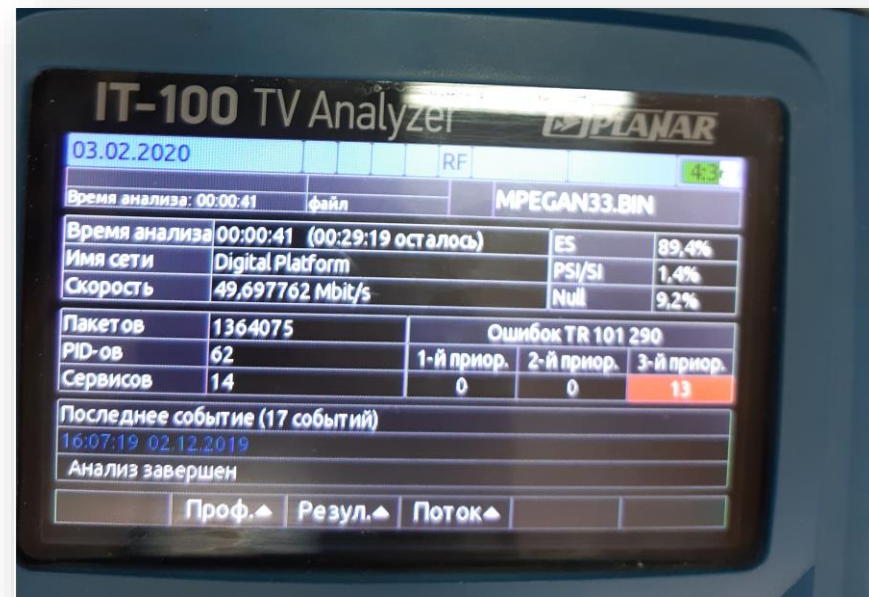 IT-100 TV Analyzer PLANAR
03.02.2020 RF
Время анализа: 00:00:41 файл MPEGAN33.BIN
Время анализа 00:00:41 (00:29:19 осталось) ES 89,4%
Имя сети Digital Platform PSI/SI 1,4%
Скорость 49,697762 Mbit/s Null 9,2%
Пакетов 1364075 Ошибок TR 101 290
PID-ов 62 1-й приор. 2-й приор. 3-й приор.
Сервисов 14 0 0 13
Последнее событие (17 событий)
16:07:19 02.12.2019
Анализ завершен
Проф. Резул. Поток